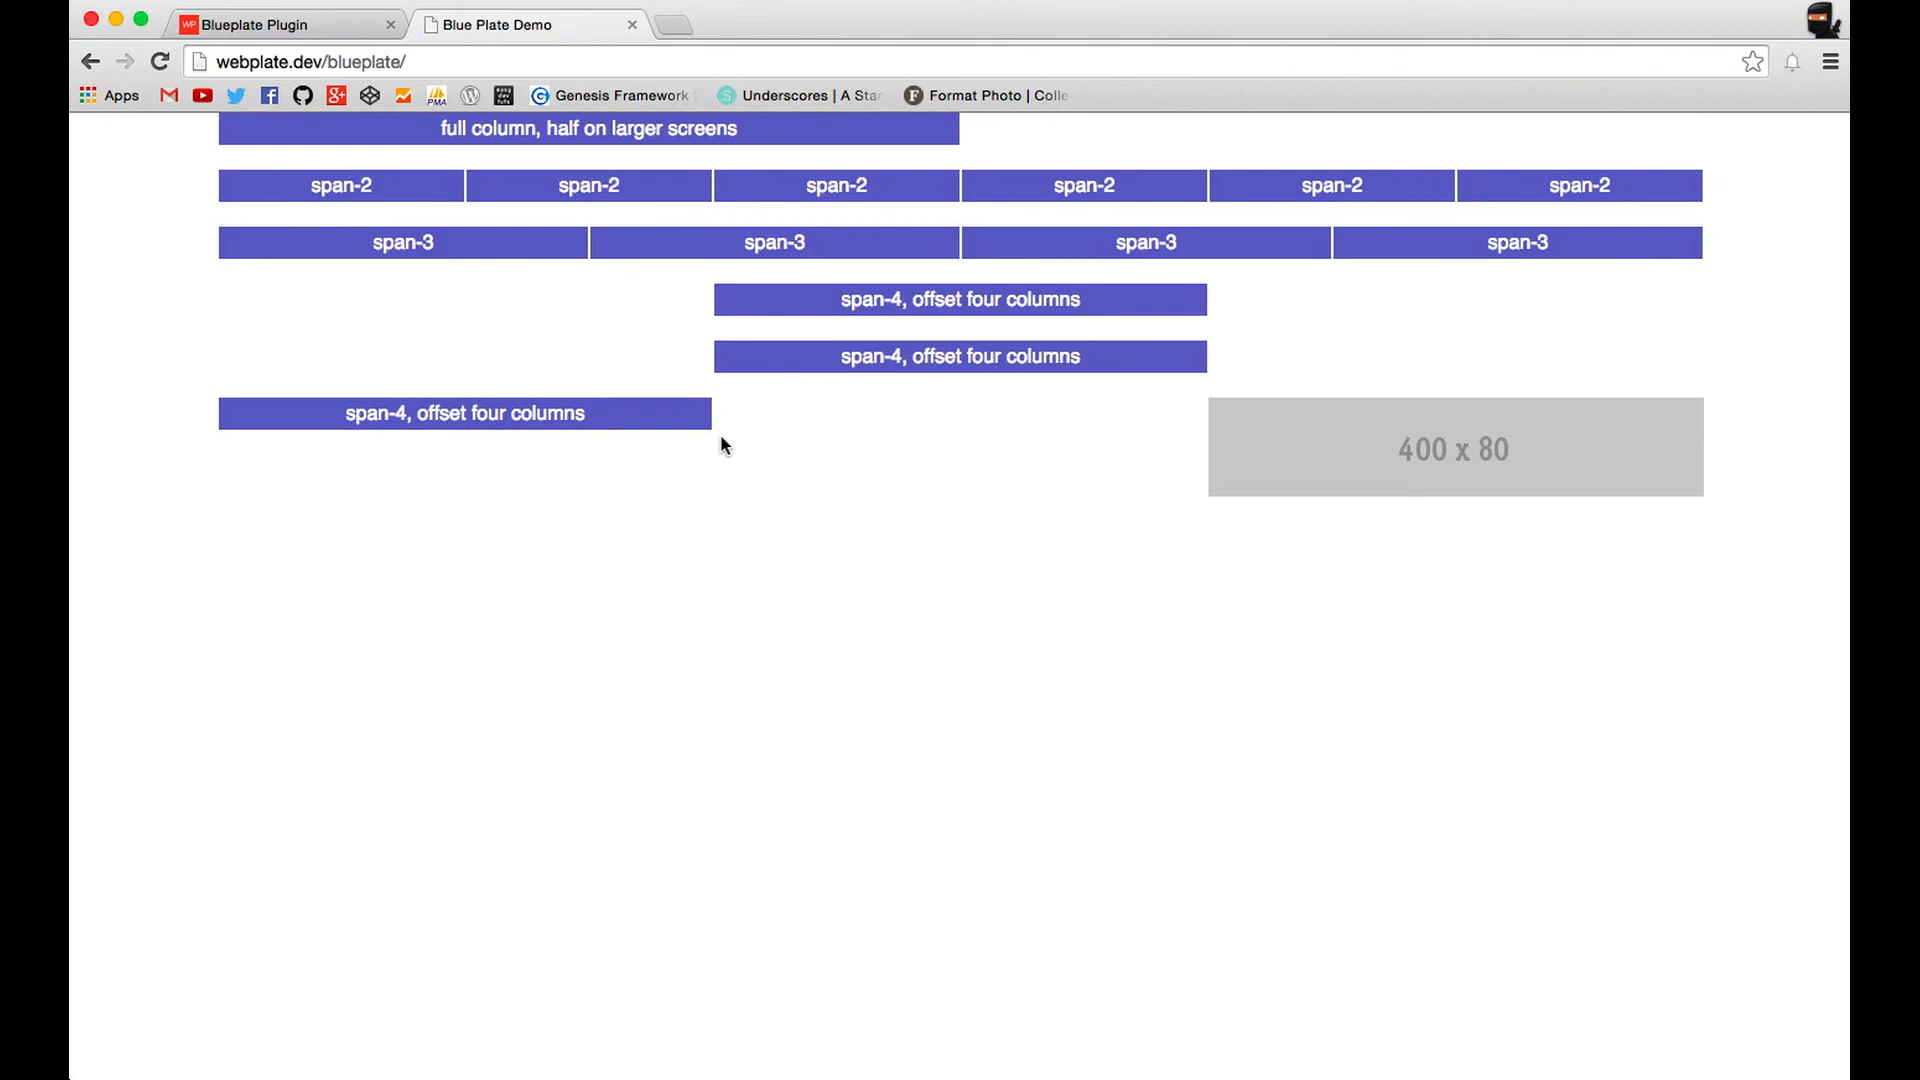 WP Blueplate Plugin
Blue Plate Demo
webplate.dev/blueplate/
Apps
PMA
Genesis Framework
Underscores | A Star
Format Photo | Colle
full column, half on larger screens
span-2 span-2 span-2 span-2 span-2 span-2
span-3 span-3 span-3 span-3
span-4, offset four columns
span-4, offset four columns
span-4, offset four columns
400 x 80